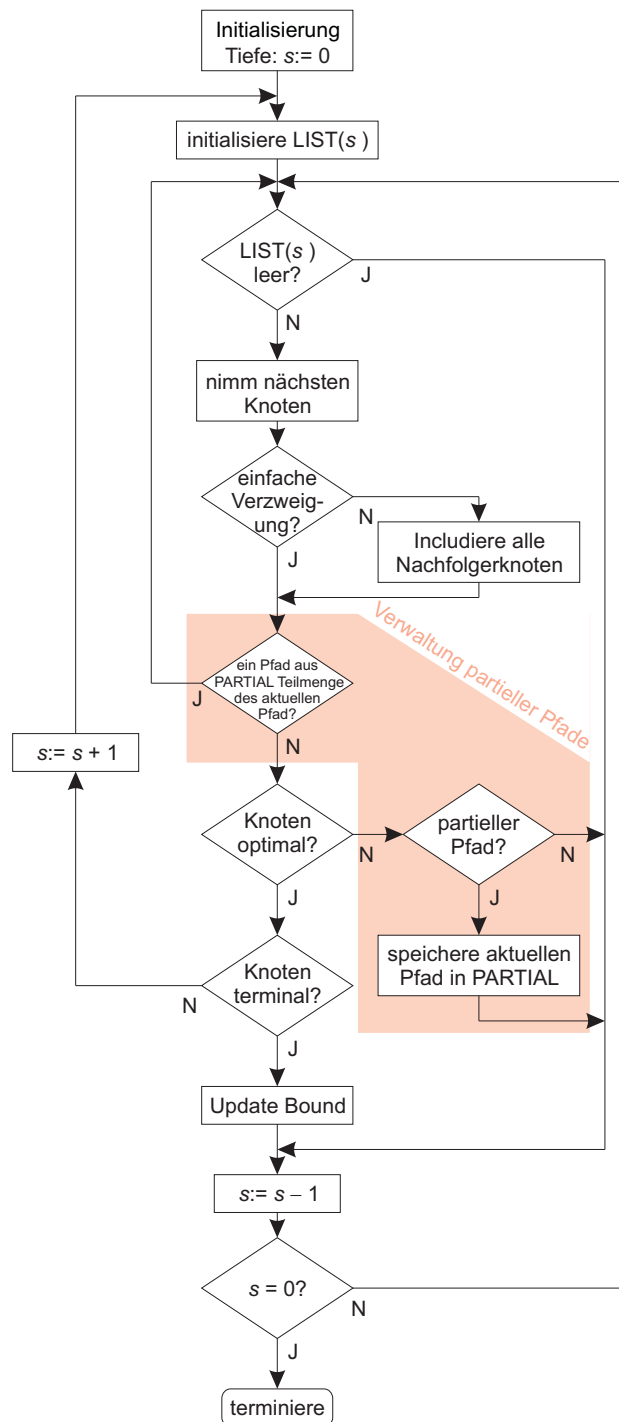 Initialisierung
Tiefe: s:= 0
initialisiere LIST(s )
LIST(s )
leer?
J
N
nimm nächsten
Knoten
einfache
Verzweig-
ung?
N
J
Includiere alle
Nachfolgerknoten
Verwaltung partieller Pfade
ein Pfad aus
PARTIAL Teilmenge
des aktuellen
Pfad?
J
N
s:= s + 1
Knoten
optimal?
N
J
partieller
Pfad?
N
J
speichere aktuellen
Pfad in PARTIAL
Knoten
terminal?
N
J
Update Bound
s:= s – 1
s = 0?
N
J
terminiere